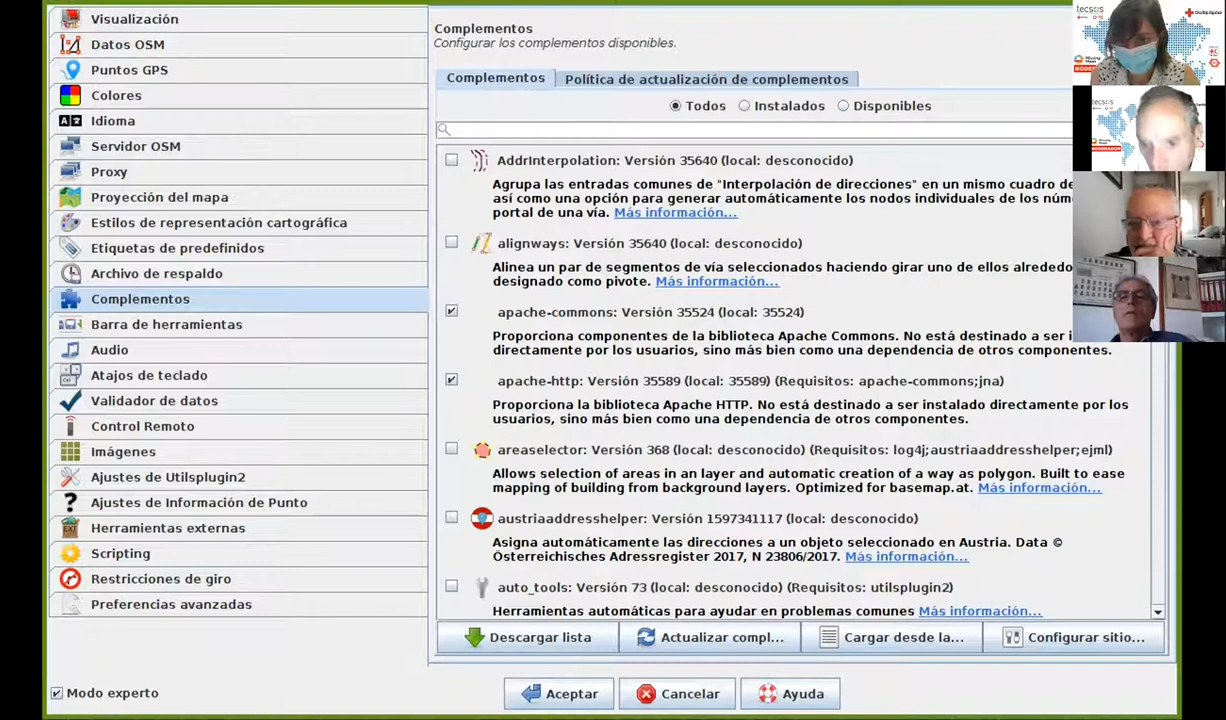 Visualización
Datos OSM
Puntos GPS
Colores
Idioma
Servidor OSM
Proxy
Proyección del mapa
Estilos de representación cartográfica
Etiquetas de predefinidos
Archivo de respaldo
Complementos
Barra de herramientas
Audio
Atajos de teclado
Validador de datos
Control Remoto
Imágenes
Ajustes de Utilsplugin2
Ajustes de Información de Punto
Herramientas externas
Scripting
Restricciones de giro
Preferencias avanzadas
Modo experto
Complementos
Configurar los complementos disponibles.
Complementos Política de actualización de complementos
Todos Instalados Disponibles
AddrInterpolation: Versión 35640 (local: desconocido)
Agrupa las entradas comunes de "Interpolación de direcciones" en un mismo cuadro de
así como una opción para generar automáticamente los nodos individuales de los
portal de una vía. Más información...
alignways: Versión 35640 (local: desconocido)
Alinea un par de segmentos de vía seleccionados haciendo girar uno de ellos
designado como pivote. Más información...
apache-commons: Versión 35524 (local: 35524)
Proporciona componentes de la biblioteca Apache Commons. No está destinado a ser
directamente por los usuarios, sino más bien como una dependencia de otros componentes.
apache-http: Versión 35589 (local: 35589) (Requisitos: apache-commons;jna)
Proporciona la biblioteca Apache HTTP. No está destinado a ser instalado directamente por los
usuarios, sino más bien como una dependencia de otros componentes.
areaselector: Versión 368 (local: desconocido) (Requisitos: log4j;austriaaddresshelper;ejml)
Allows selection of areas in an layer and automatic creation of a way as polygon. Built to ease
mapping of building from background layers. Optimized for basemap.at. Más información...
austriaaddresshelper: Versión 1597341117 (local: desconocido)
Asigna automáticamente las direcciones a un objeto seleccionado en Austria. Data ©
Österreichisches Adressregister 2017, N 23806/2017. Más información...
auto_tools: Versión 73 (local: desconocido) (Requisitos: utilsplugin2)
Herramientas automáticas para ayudar en problemas comunes Más información...
Descargar lista Actualizar compl... Cargar desde la... Configurar sitio...
Aceptar Cancelar Ayuda